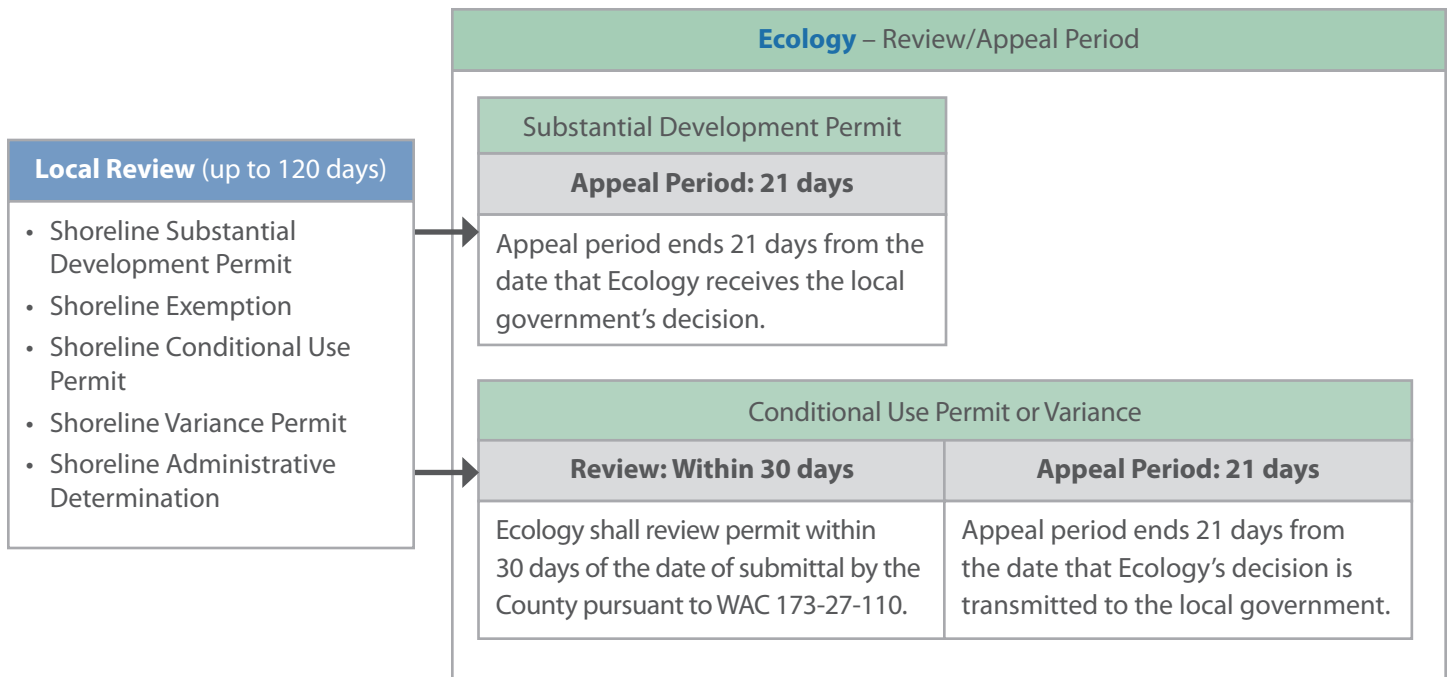 Ecology – Review/Appeal Period
Local Review (up to 120 days)
• Shoreline Substantial
Development Permit
• Shoreline Exemption
• Shoreline Conditional Use
Permit
• Shoreline Variance Permit
• Shoreline Administrative
Determination
Substantial Development Permit
Appeal Period: 21 days
Appeal period ends 21 days from the
date that Ecology receives the local
government’s decision.
Conditional Use Permit or Variance
Review: Within 30 days
Ecology shall review permit within
30 days of the date of submittal by the
County pursuant to WAC 173-27-110.
Appeal Period: 21 days
Appeal period ends 21 days from
the date that Ecology’s decision is
transmitted to the local government.